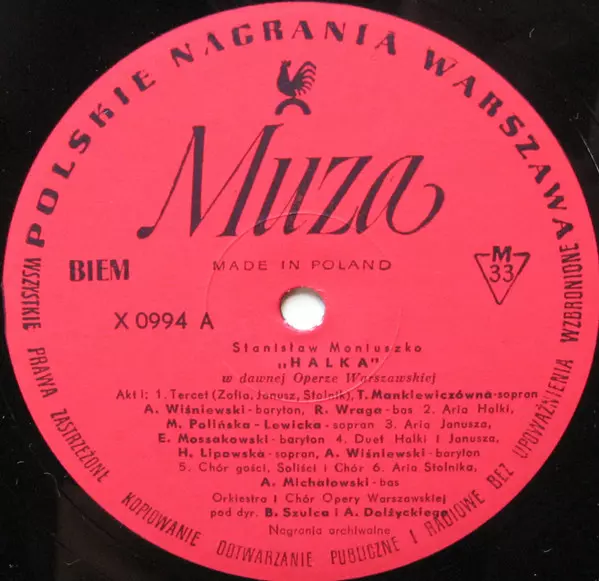 POLSKIE NAGRANIA WARSZAWA
Muza
MADE IN POLAND
BIEM
M
33
X 0994 A
Stanisław Moniuszko
„HALKA"
w dawnej Operze Warszawskiej
Akt I: 1. Tercet (Zofia, Janusz, Stolnik), T. Mankiewiczówna-sopran
A. Wiśniewski - baryton, R. Wraga - bas 2. Aria Halki,
M. Polińska - Lewicka - sopran 3. Aria Janusza,
E. Mossakowski - baryton 4. Duet Halki i Janusza,
H. Lipowska - sopran, A. Wiśniewski - baryton
5. Chór gości, Soliści i Chór 6. Aria Stolnika,
A. Michałowski - bas
Orkiestra i Chór Opery Warszawskiej
pod dyr. B. Szulca i A. Dołżyckiego
Nagrania archiwalne
WSZYSTKIE PRAWA ZASTRZEŻONE KOPIOWANIE ODTWARZANIE PUBLICZNE I RADIOWE BEZ UPOWAŻNIENIA WZBRONIONE